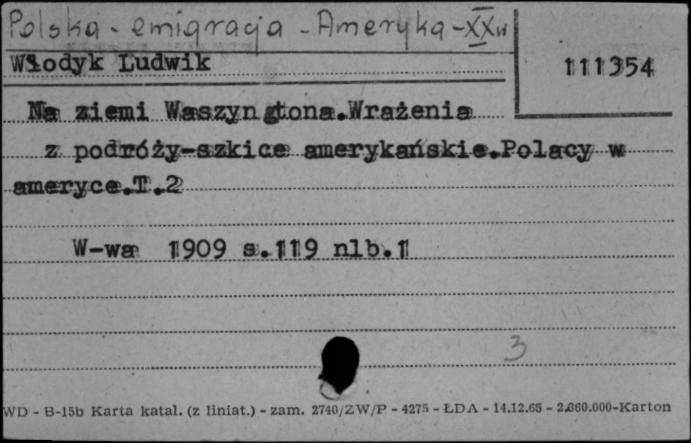 Polska - emigracja - Ameryka - XX w
Włodyk Ludwik
111354
Na ziemi Waszyngtona.Wrażenia
z podróży-szkice amerykańskie.Polacy w
ameryce.T.2
W-wa 1909 s.119 nlb.1
3
WD - B-15b Karta katal. (z liniat.) - zam. 2740/ZW/P - 4275 - ŁDA - 14.12.65 - 2.860.000-Karton